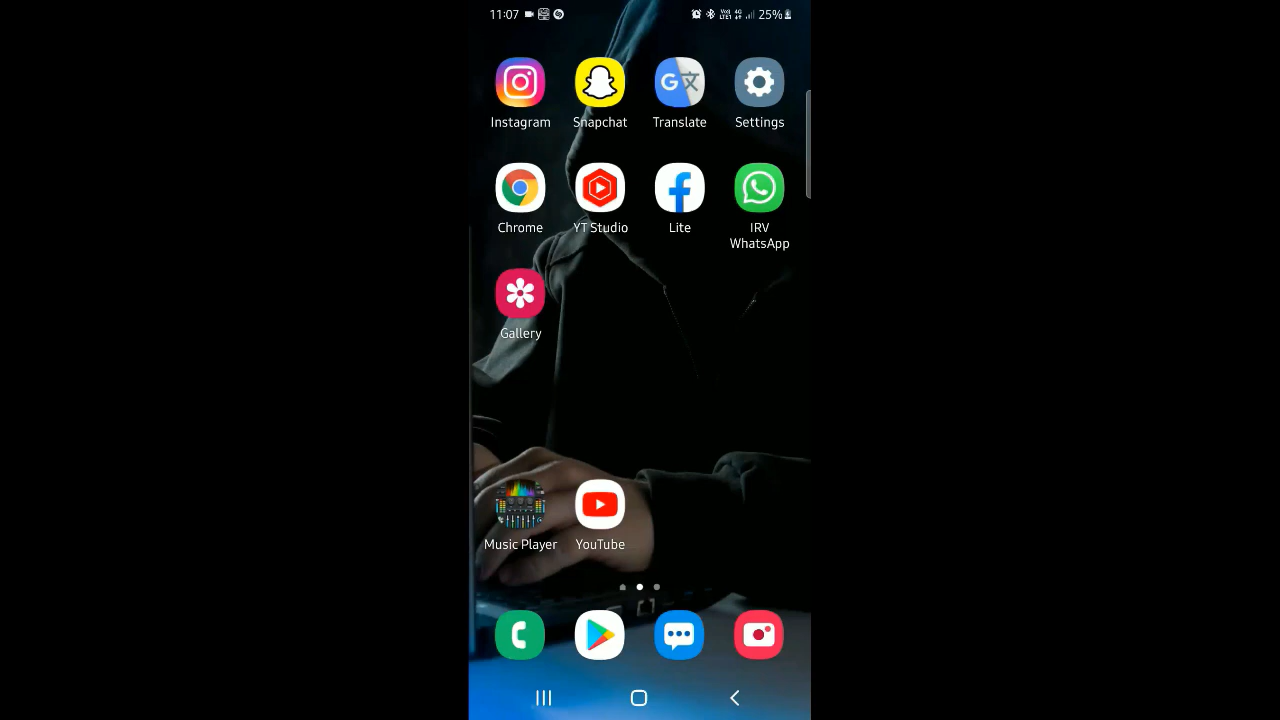 11:07 25%
Instagram Snapchat Translate Settings
Chrome YT Studio Lite IRV WhatsApp
Gallery
Music Player YouTube